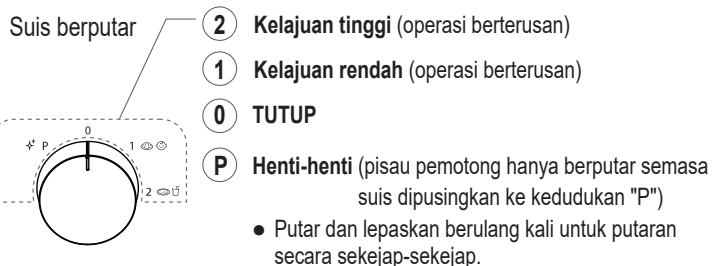 Suis berputar
2 Kelajuan tinggi (operasi berterusan)
1 Kelajuan rendah (operasi berterusan)
0 TUTUP
P Henti-henti (pisau pemotong hanya berputar semasa
suis dipusingkan ke kedudukan "P")
● Putar dan lepaskan berulang kali untuk putaran
secara sekejap-sekejap.
0
P
1
2